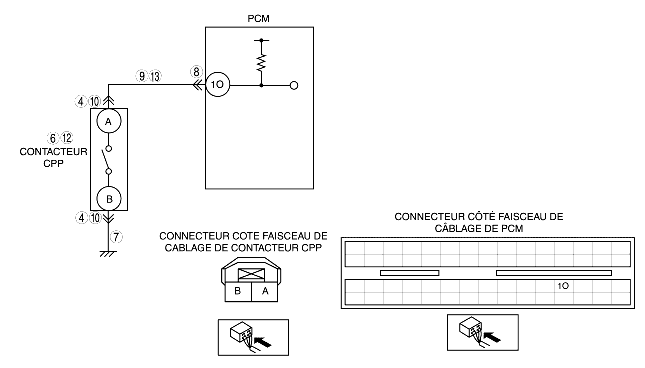 PCM
9 13
8
1O
4 10
A
6 12
CONTACTEUR
CPP
B
4 10
7
CONNECTEUR COTE FAISCEAU DE
CABLAGE DE CONTACTEUR CPP
B A
CONNECTEUR CÔTÉ FAISCEAU DE
CÂBLAGE DE PCM
1O